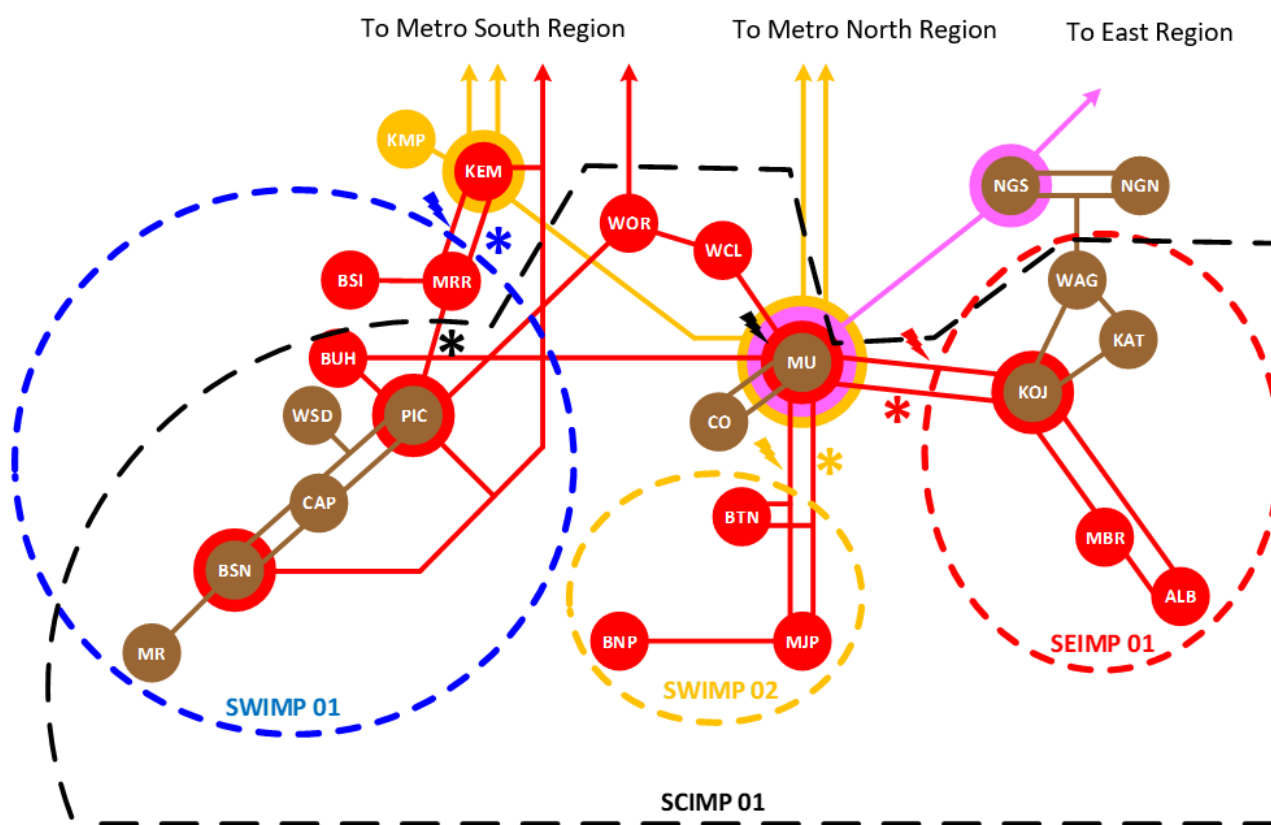 To Metro South Region
To Metro North Region
To East Region
KMP
KEM
NGS
NGN
WOR
WCL
BSI
MRR
WAG
*
*
KAT
BUH
MU
KOJ
WSD
PIC
CO
*
*
CAP
BTN
MBR
BSN
ALB
MR
BNP
MJP
SEIMP 01
SWIMP 01
SWIMP 02
SCIMP 01